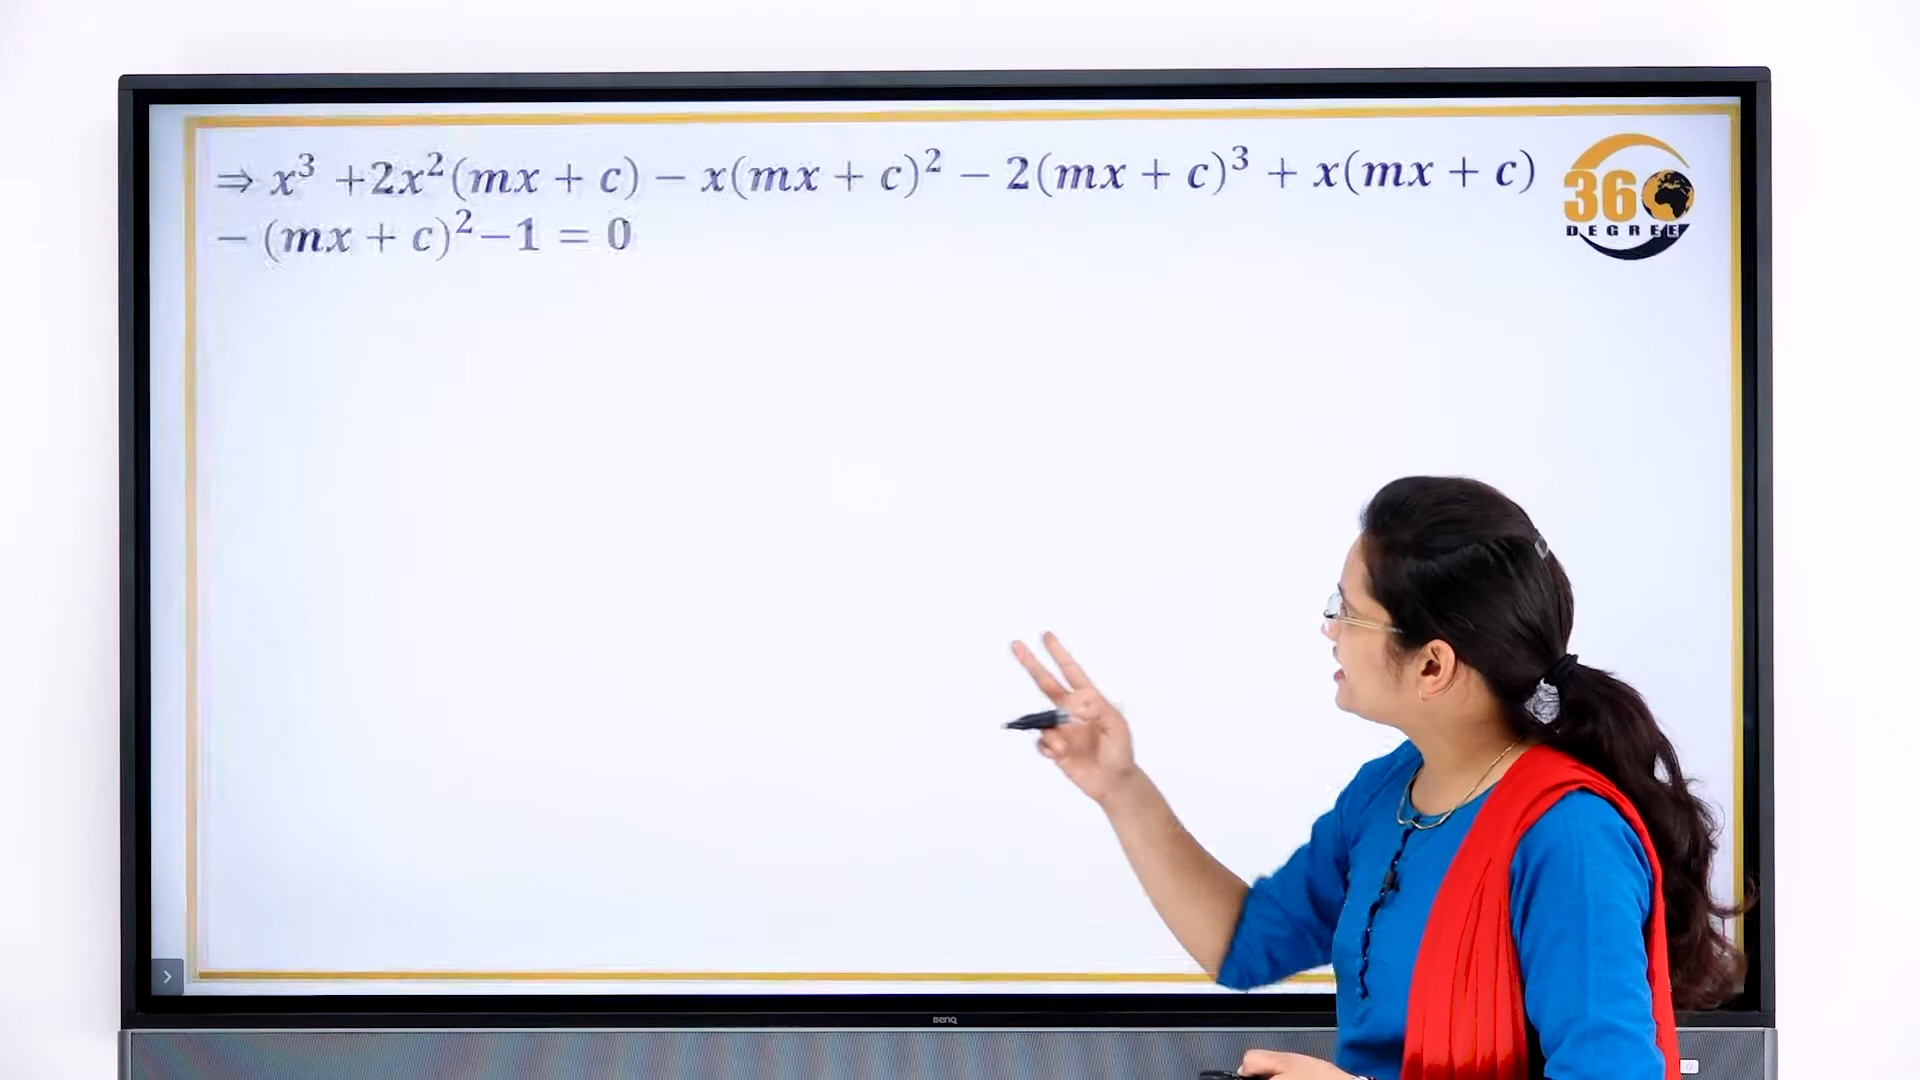 ⇒ x³ +2x²(mx + c) − x(mx + c)² − 2(mx + c)³ + x(mx + c)
− (mx + c)²−1 = 0
360
DEGREE
BenQ